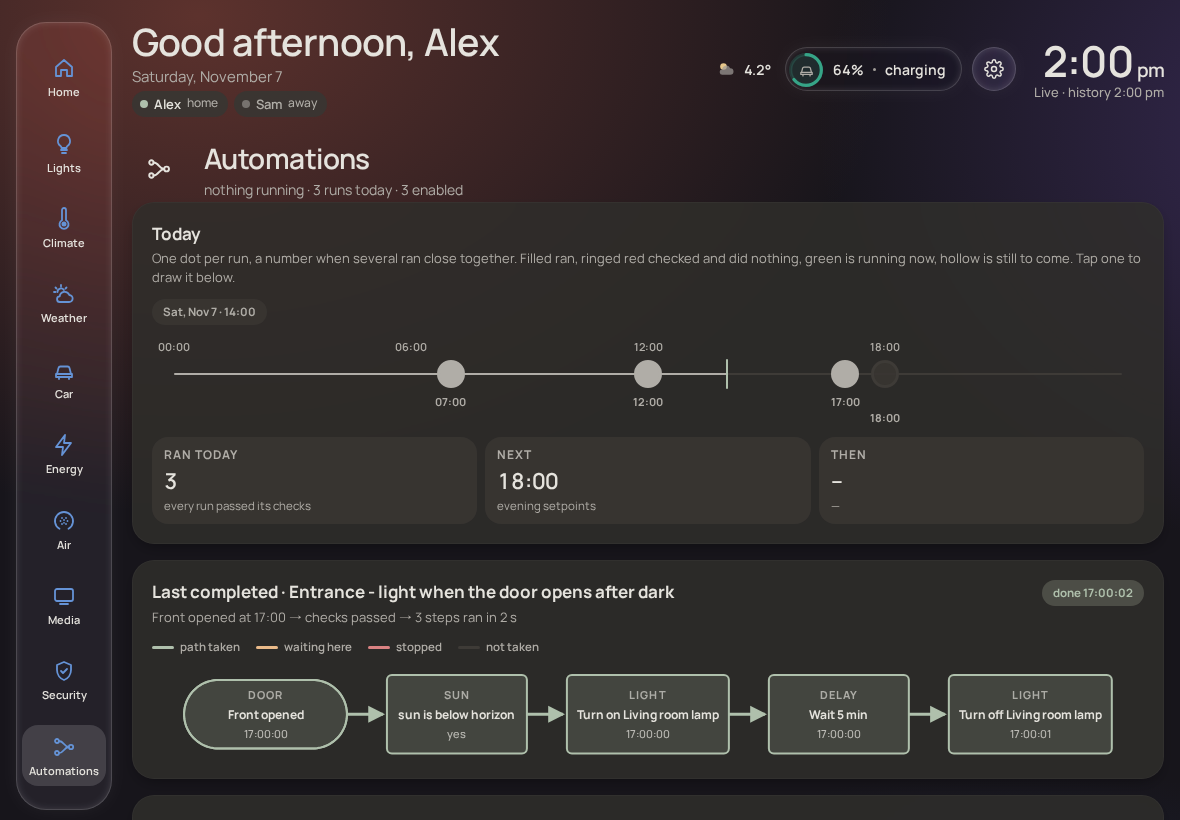 Good afternoon, Alex
Saturday, November 7
Alex home
Sam away
4.2°
64% · charging
2:00 pm
Live · history 2:00 pm
Home
Lights
Climate
Weather
Car
Energy
Air
Media
Security
Automations
Automations
nothing running · 3 runs today · 3 enabled
Today
One dot per run, a number when several ran close together. Filled ran, ringed red checked and did nothing, green is running now, hollow is still to come. Tap one to
draw it below.
Sat, Nov 7 · 14:00
00:00 06:00 12:00 18:00
07:00 12:00 17:00
18:00
RAN TODAY
3
every run passed its checks
NEXT
18:00
evening setpoints
THEN
–
—
Last completed · Entrance - light when the door opens after dark
done 17:00:02
Front opened at 17:00 → checks passed → 3 steps ran in 2 s
path taken waiting here stopped not taken
DOOR
Front opened
17:00:00
SUN
sun is below horizon
yes
LIGHT
Turn on Living room lamp
17:00:00
DELAY
Wait 5 min
17:00:00
LIGHT
Turn off Living room lamp
17:00:01